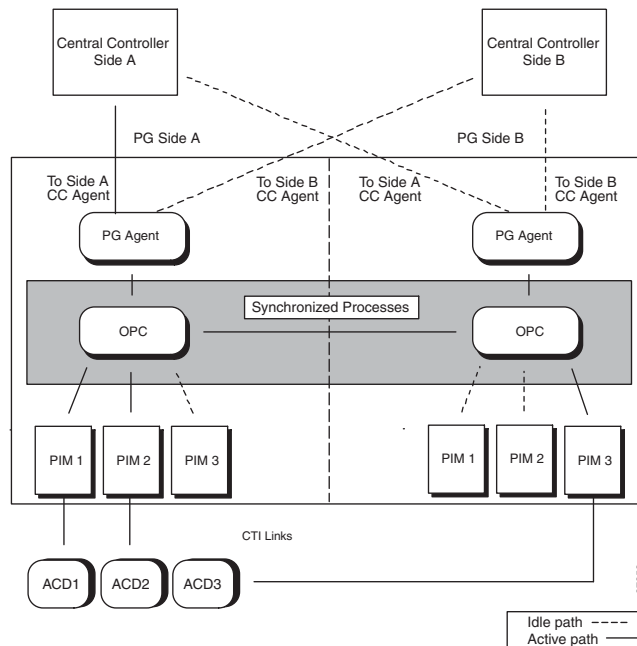 Central Controller
Side A
Central Controller
Side B
PG Side A
PG Side B
To Side A
CC Agent
To Side B
CC Agent
To Side A
CC Agent
To Side B
CC Agent
PG Agent
PG Agent
Synchronized Processes
OPC
OPC
PIM 1
PIM 2
PIM 3
PIM 1
PIM 2
PIM 3
CTI Links
ACD1
ACD2
ACD3
Idle path
Active path